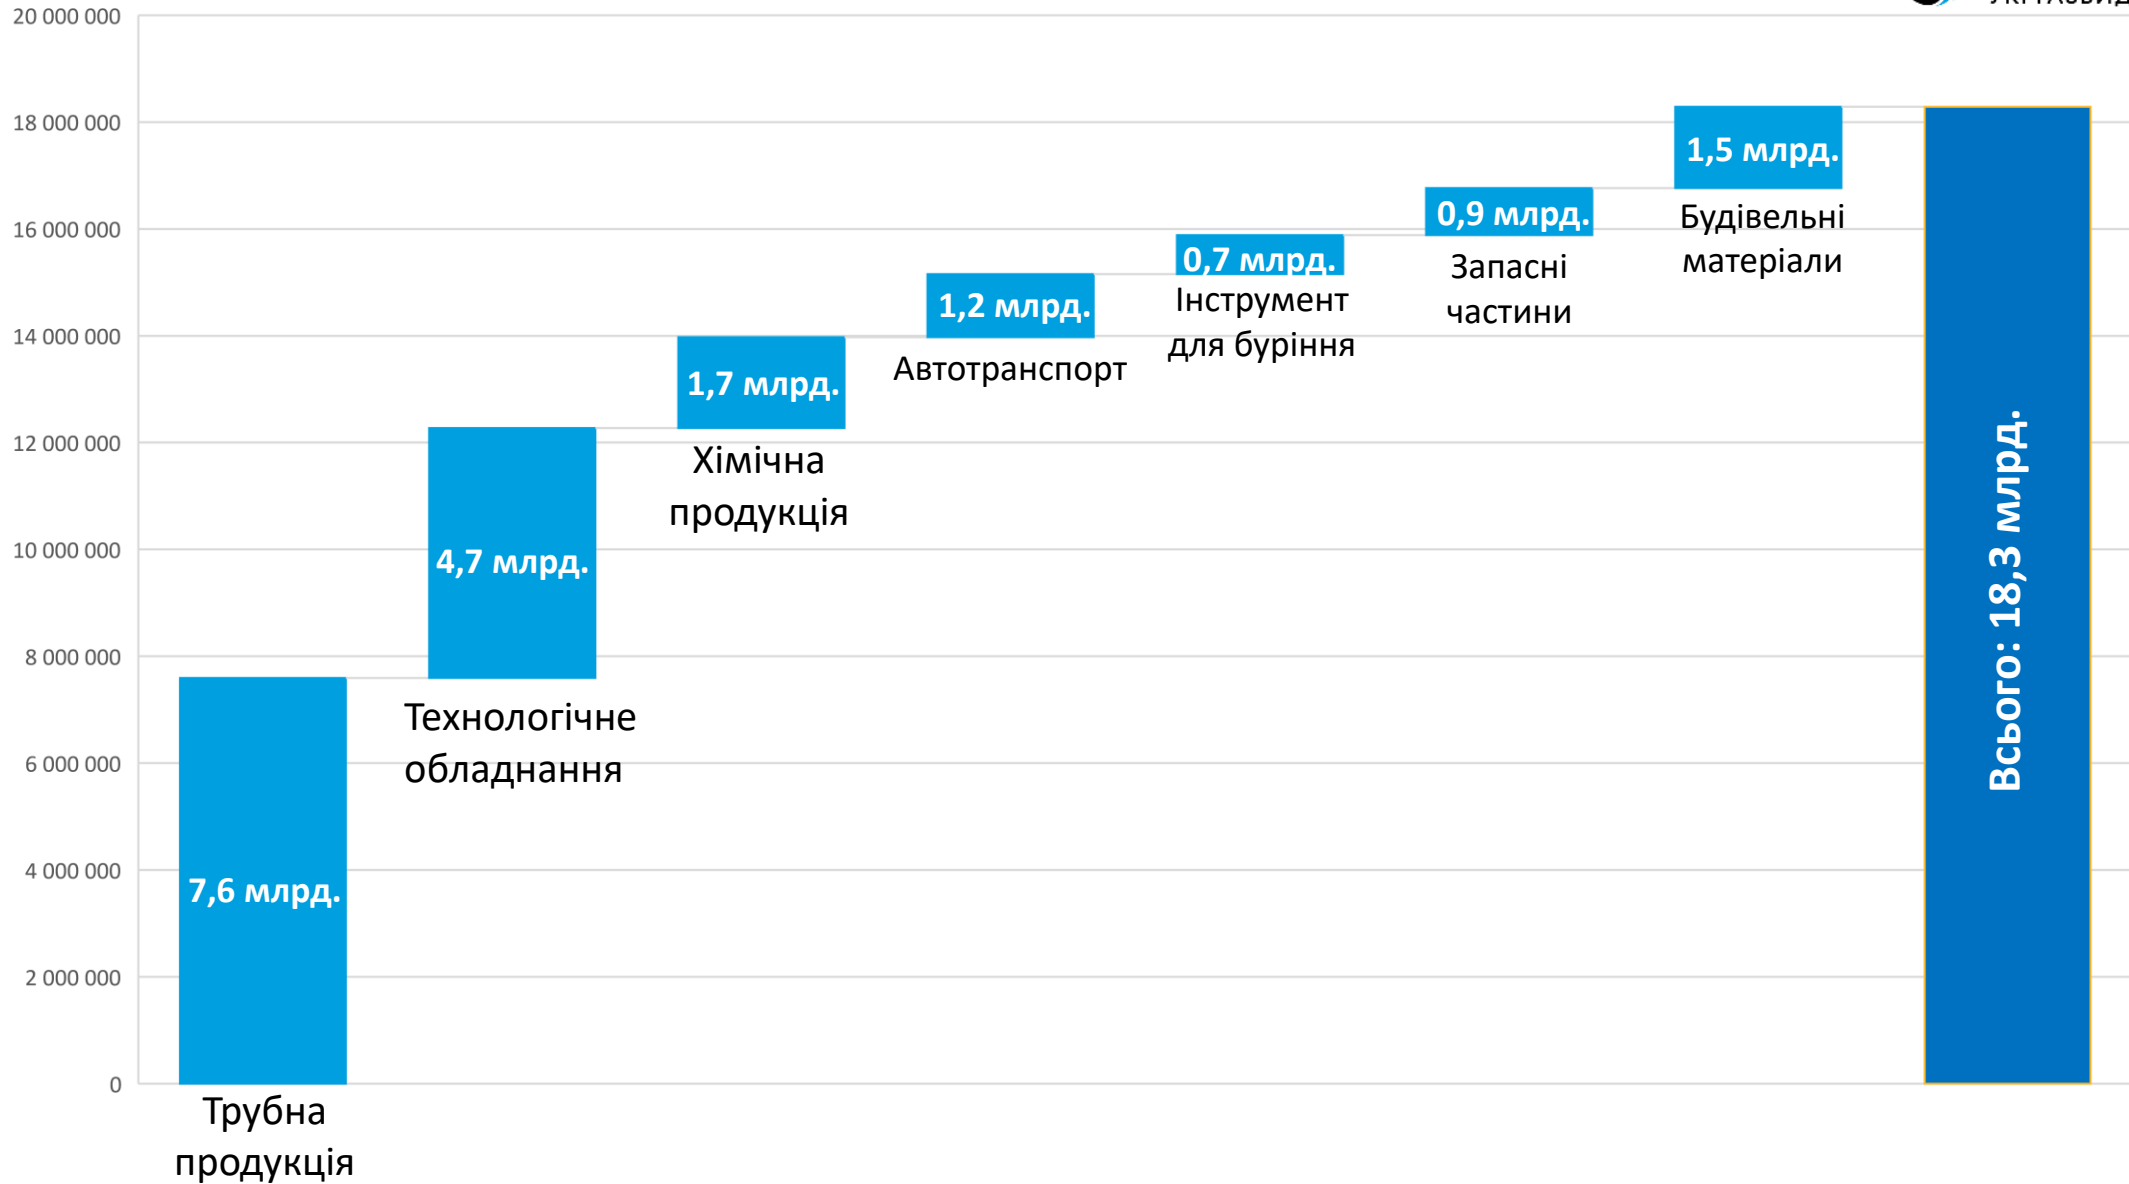 20 000 000
18 000 000
16 000 000
14 000 000
12 000 000
10 000 000
8 000 000
6 000 000
4 000 000
2 000 000
0
7,6 млрд.
Трубна
продукція
4,7 млрд.
Технологічне
обладнання
1,7 млрд.
Хімічна
продукція
1,2 млрд.
Автотранспорт
0,7 млрд.
Інструмент
для буріння
0,9 млрд.
Запасні
частини
1,5 млрд.
Будівельні
матеріали
Всього: 18,3 млрд.